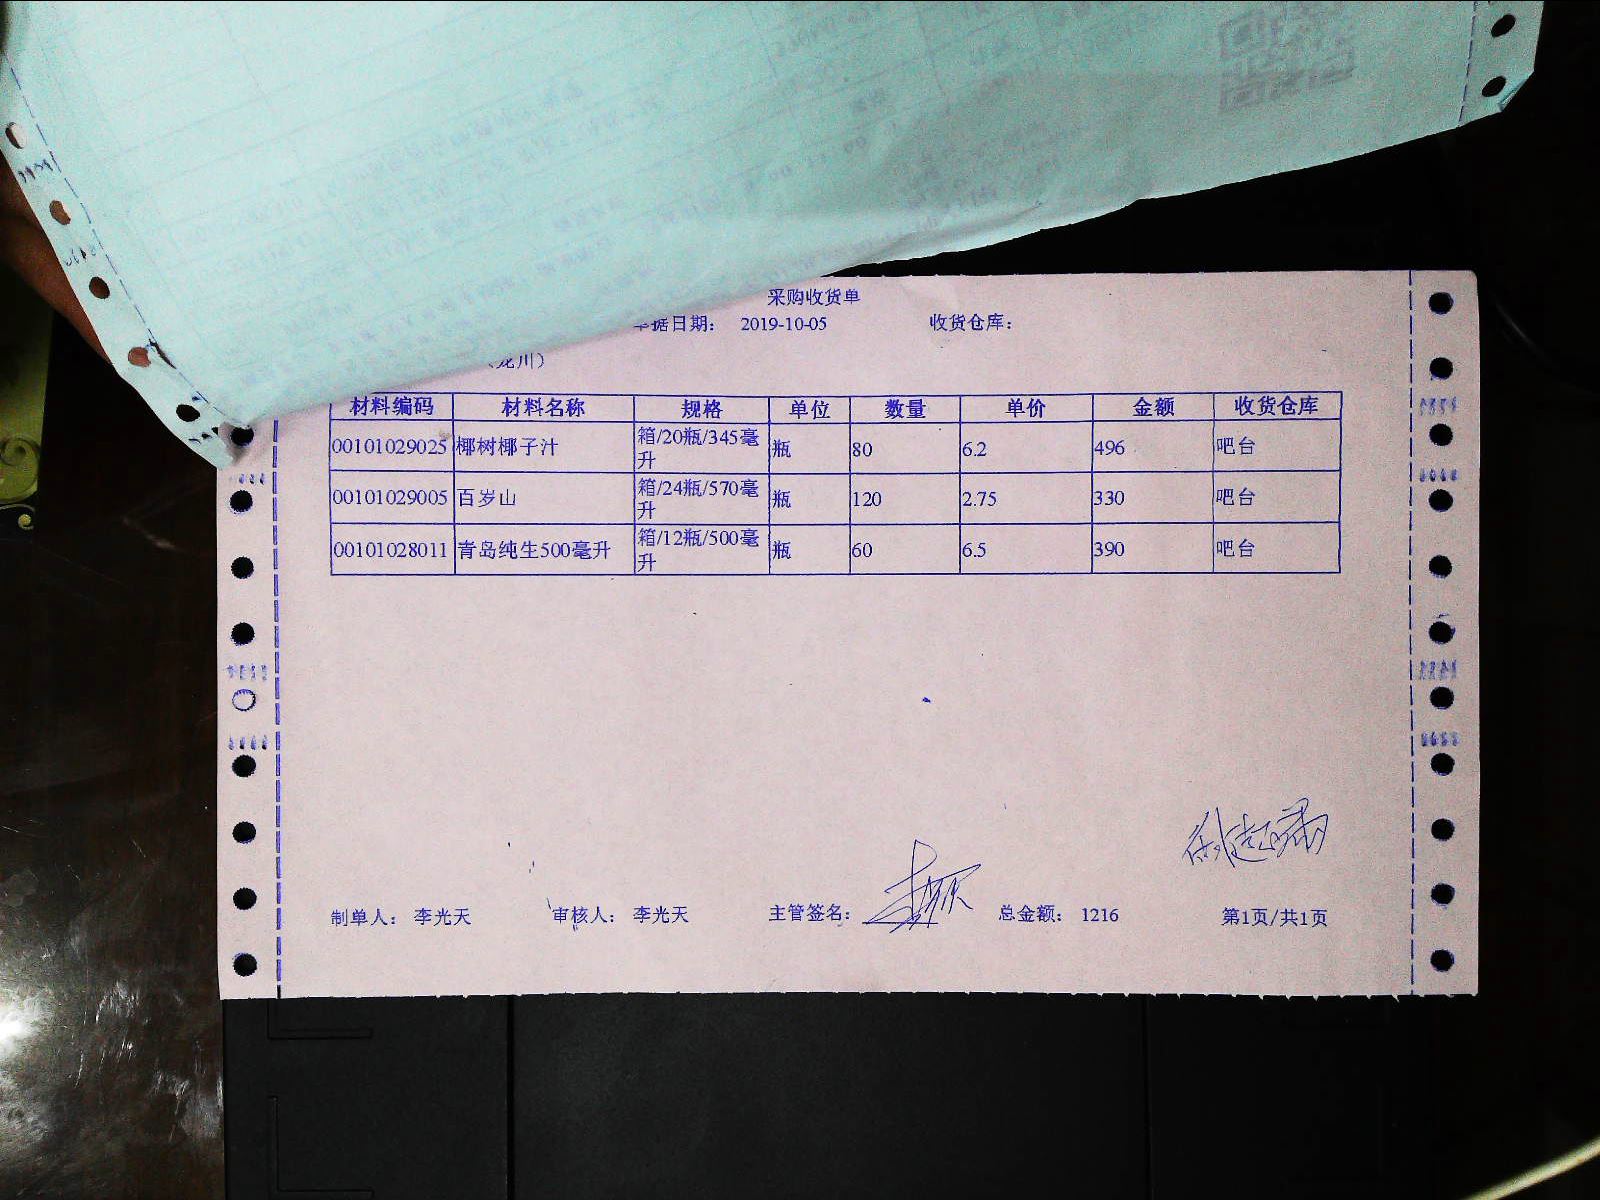 采购收货单
单据日期： 2019-10-05 收货仓库：
（龙川）
材料编码 材料名称 规格 单位 数量 单价 金额 收货仓库
00101029025 椰树椰子汁 箱/20瓶/345毫升 瓶 80 6.2 496 吧台
00101029005 百岁山 箱/24瓶/570毫升 瓶 120 2.75 330 吧台
00101028011 青岛纯生500毫升 箱/12瓶/500毫升 瓶 60 6.5 390 吧台
制单人： 李光天 审核人： 李光天 主管签名： 总金额： 1216 第1页/共1页